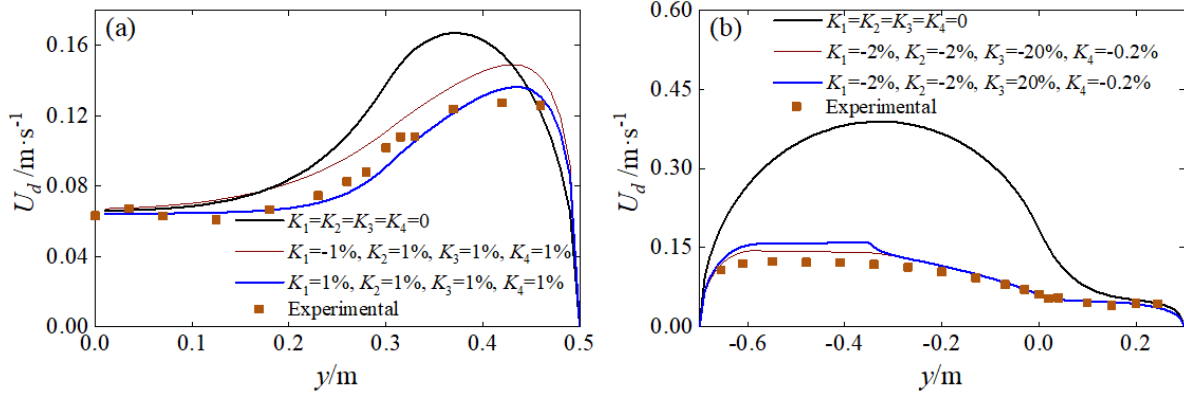 (a)
0.16
0.12
0.08
0.04
0.00
U_d /m·s⁻¹
K₁=K₂=K₃=K₄=0
K₁=-1%, K₂=1%, K₃=1%, K₄=1%
K₁=1%, K₂=1%, K₃=1%, K₄=1%
Experimental
0.0 0.1 0.2 0.3 0.4 0.5
y/m
(b)
0.60
0.45
0.30
0.15
0.00
U_d /m·s⁻¹
K₁=K₂=K₃=K₄=0
K₁=-2%, K₂=-2%, K₃=-20%, K₄=-0.2%
K₁=-2%, K₂=-2%, K₃=20%, K₄=-0.2%
Experimental
-0.6 -0.4 -0.2 0.0 0.2
y/m